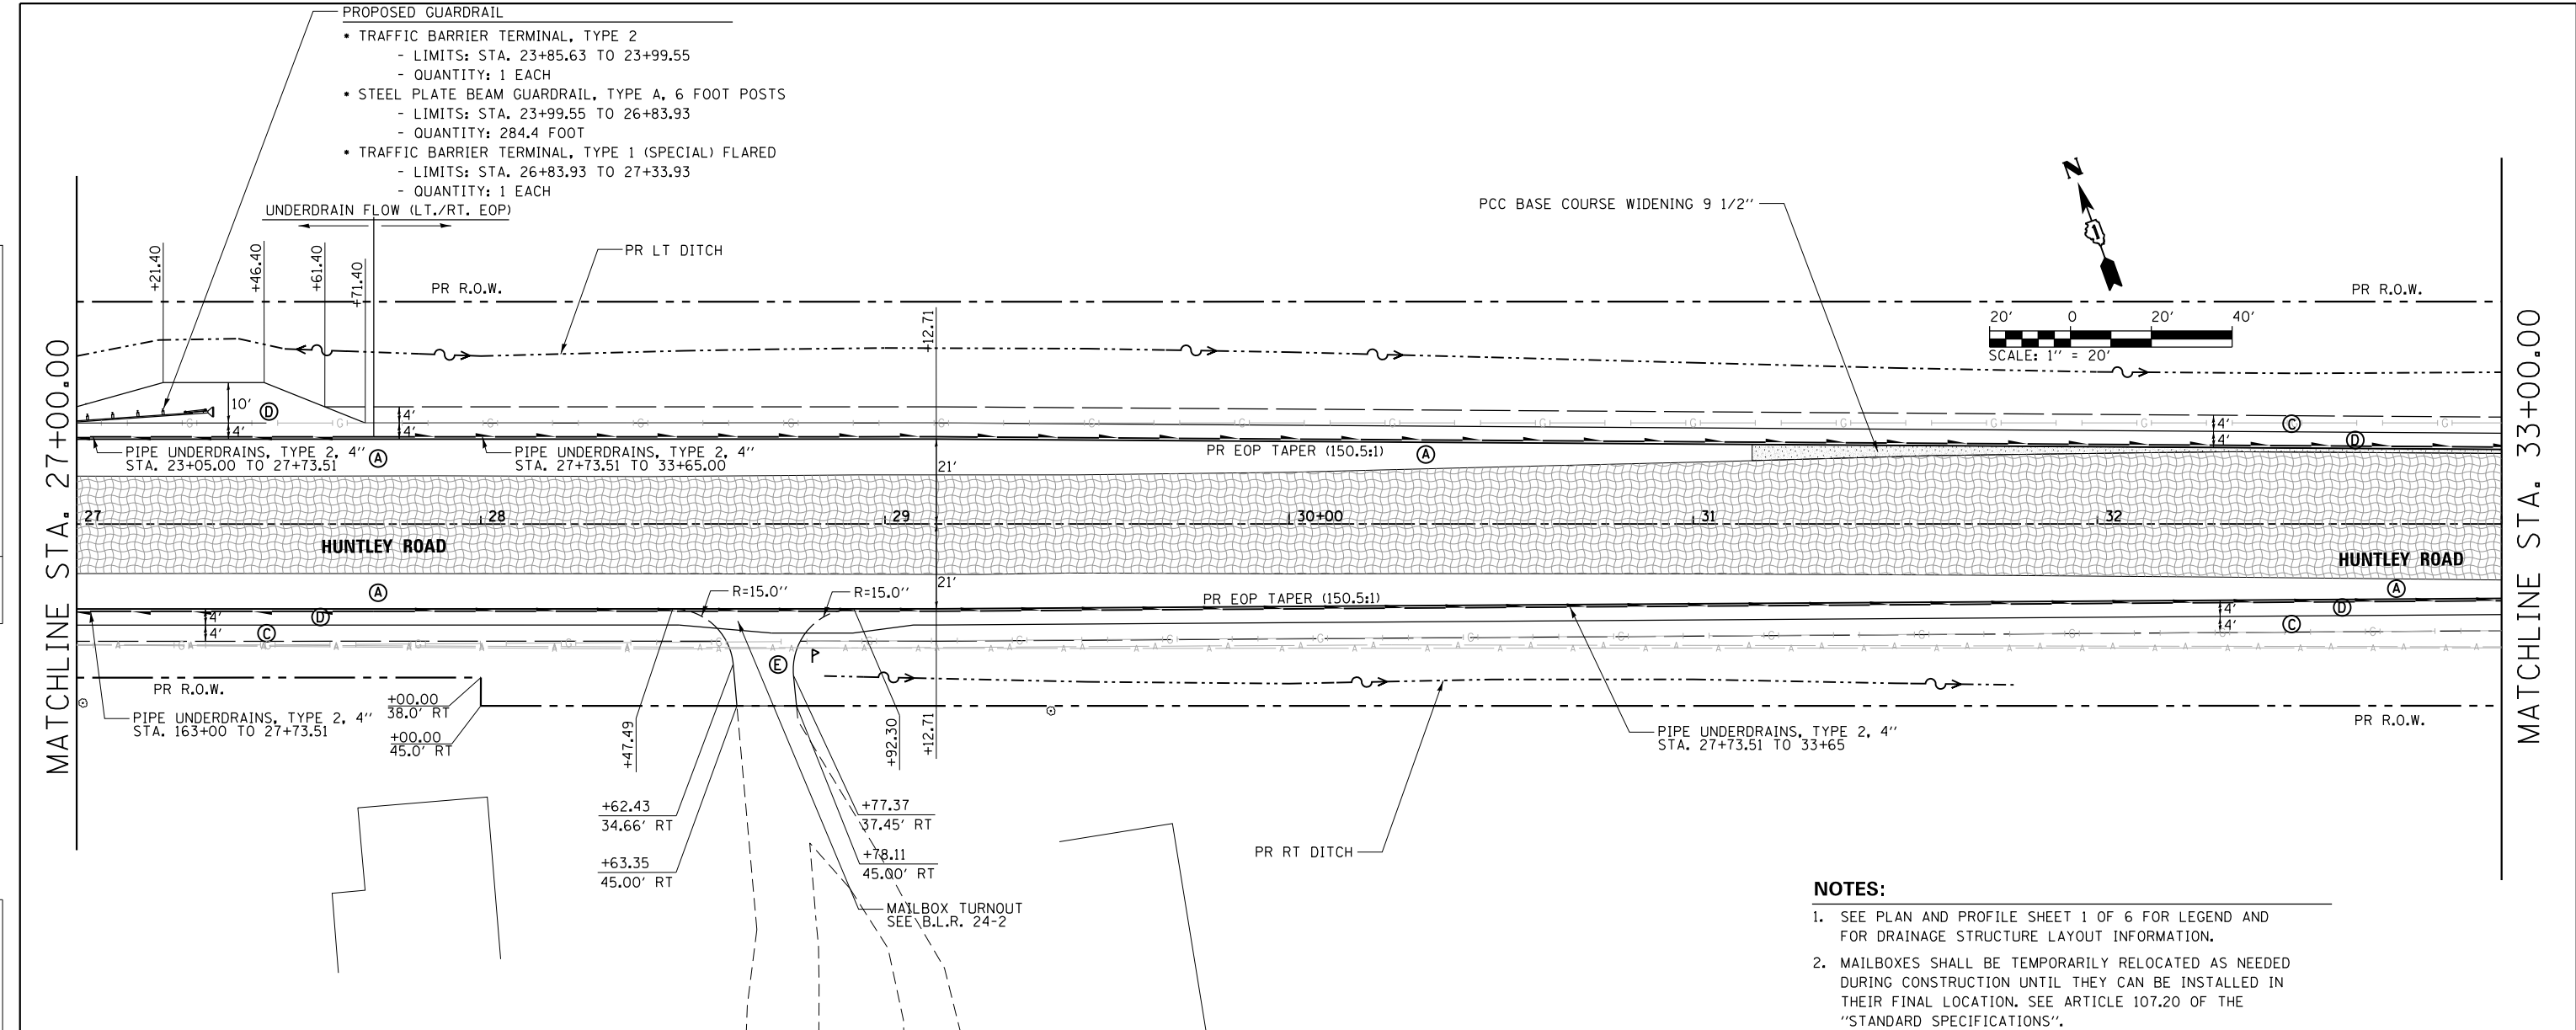 PROPOSED GUARDRAIL
* TRAFFIC BARRIER TERMINAL, TYPE 2
- LIMITS: STA. 23+85.63 TO 23+99.55
- QUANTITY: 1 EACH
* STEEL PLATE BEAM GUARDRAIL, TYPE A, 6 FOOT POSTS
- LIMITS: STA. 23+99.55 TO 26+83.93
- QUANTITY: 284.4 FOOT
* TRAFFIC BARRIER TERMINAL, TYPE 1 (SPECIAL) FLARED
- LIMITS: STA. 26+83.93 TO 27+33.93
- QUANTITY: 1 EACH
UNDERDRAIN FLOW (LT./RT. EOP)
PCC BASE COURSE WIDENING 9 1/2"
N
1
+21.40
+46.40
+61.40
+71.40
PR LT DITCH
PR R.O.W.
PR R.O.W.
+12.71
20' 0 20' 40'
SCALE: 1" = 20'
MATCHLINE STA. 27+00.00
MATCHLINE STA. 33+00.00
10'
4'
D
4'
4'
G G G G G G G G G G G G G G G G
4'
C
4'
D
PIPE UNDERDRAINS, TYPE 2, 4"
STA. 23+05.00 TO 27+73.51
A
PIPE UNDERDRAINS, TYPE 2, 4"
STA. 27+73.51 TO 33+65.00
21'
PR EOP TAPER (150.5:1)
A
27 28 29 30+00 31 32
HUNTLEY ROAD
HUNTLEY ROAD
21'
A
R=15.0"
R=15.0"
PR EOP TAPER (150.5:1)
A
4'
D
4'
C
4'
D
4'
C
E
PR R.O.W.
+00.00
38.0' RT
+00.00
45.0' RT
PIPE UNDERDRAINS, TYPE 2, 4"
STA. 163+00 TO 27+73.51
+47.49
+92.30
+12.71
PIPE UNDERDRAINS, TYPE 2, 4"
STA. 27+73.51 TO 33+65
PR R.O.W.
+62.43
34.66' RT
+77.37
37.45' RT
+63.35
45.00' RT
+78.11
45.00' RT
PR RT DITCH
MAILBOX TURNOUT
SEE B.L.R. 24-2
NOTES:
1. SEE PLAN AND PROFILE SHEET 1 OF 6 FOR LEGEND AND
FOR DRAINAGE STRUCTURE LAYOUT INFORMATION.
2. MAILBOXES SHALL BE TEMPORARILY RELOCATED AS NEEDED
DURING CONSTRUCTION UNTIL THEY CAN BE INSTALLED IN
THEIR FINAL LOCATION. SEE ARTICLE 107.20 OF THE
"STANDARD SPECIFICATIONS".